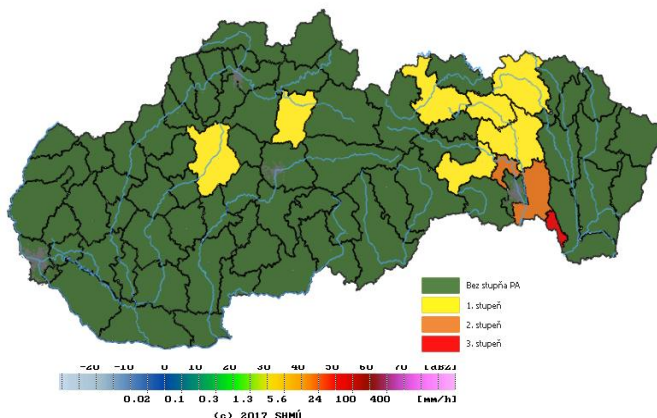 Bez stupňa PA
1. stupeň
2. stupeň
3. stupeň
-20 -10 0 10 20 30 40 50 60 70 [dBZ]
0.02 0.1 0.3 1.3 5.6 24 100 400 [mm/h]
(c) 2017 SHMÚ